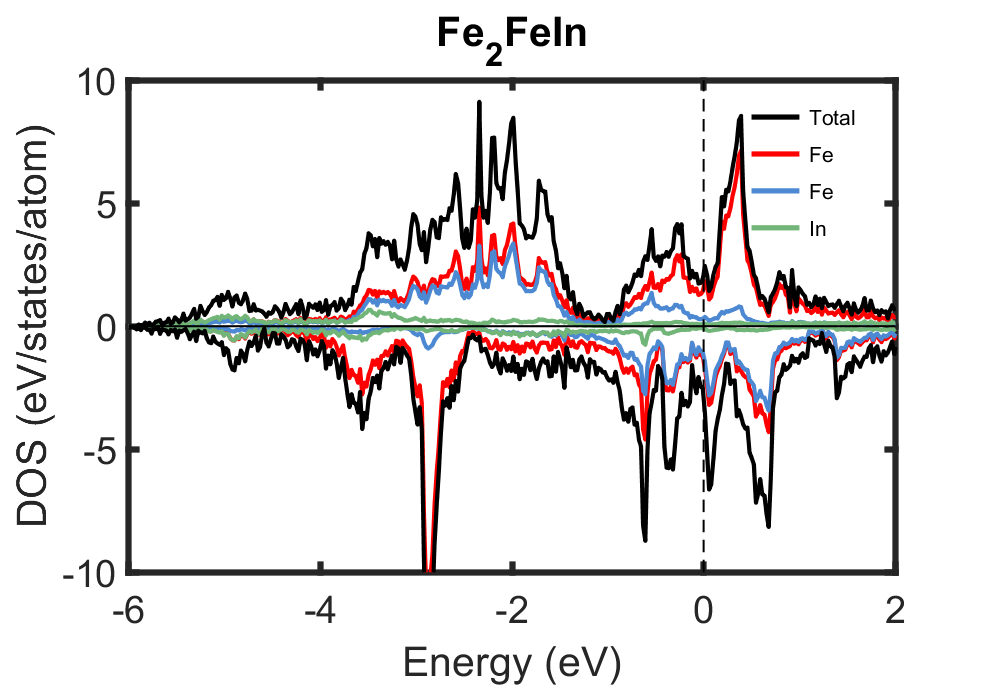 Fe2FeIn
10
5
0
-5
-10
DOS (eV/states/atom)
Total
Fe
Fe
In
-6
-4
-2
0
2
Energy (eV)